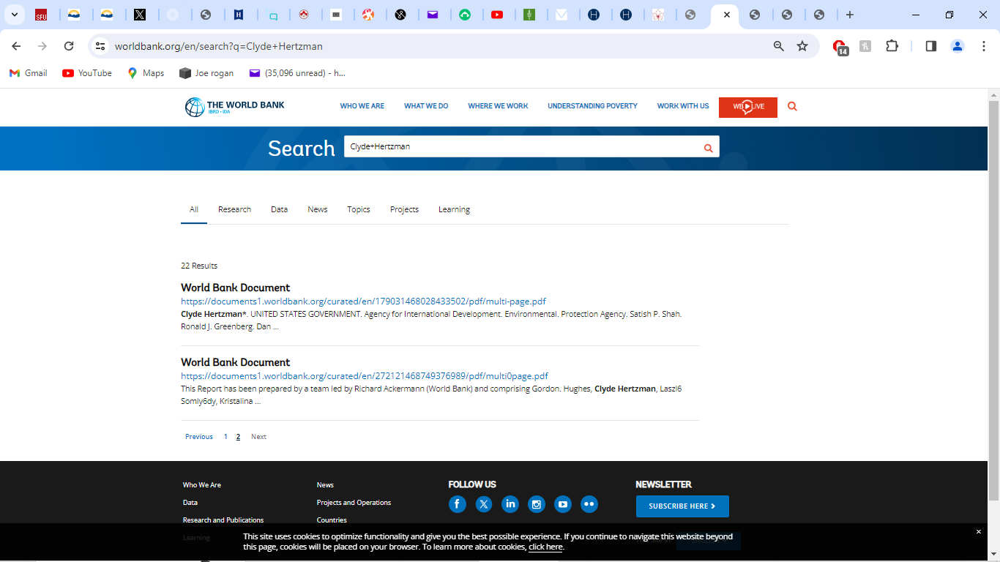 SFU
14
worldbank.org/en/search?q=Clyde+Hertzman
Gmail
YouTube
Maps
Joe rogan
(35,096 unread) - h...
THE WORLD BANK
IBRD • IDA
WHO WE ARE
WHAT WE DO
WHERE WE WORK
UNDERSTANDING POVERTY
WORK WITH US
WB LIVE
Search
Clyde+Hertzman
All
Research
Data
News
Topics
Projects
Learning
22 Results
World Bank Document
https://documents1.worldbank.org/curated/en/179031468028433502/pdf/multi-page.pdf
Clyde Hertzman*. UNITED STATES GOVERNMENT. Agency for International Development. Environmental. Protection Agency. Satish P. Shah.
Ronald J. Greenberg. Dan ...
World Bank Document
https://documents1.worldbank.org/curated/en/272121468749376989/pdf/multi0page.pdf
This Report has been prepared by a team led by Richard Ackermann (World Bank) and comprising Gordon. Hughes, Clyde Hertzman, Laszl6
Somly6dy, Kristalina ...
Previous 1 2 Next
Who We Are
News
FOLLOW US
NEWSLETTER
Data
Projects and Operations
SUBSCRIBE HERE
Research and Publications
Countries
Learning
This site uses cookies to optimize functionality and give you the best possible experience. If you continue to navigate this website beyond
this page, cookies will be placed on your browser. To learn more about cookies, click here.